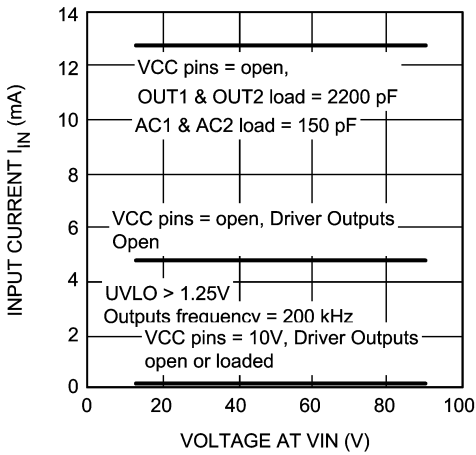 14
12
10
8
6
4
2
0
INPUT CURRENT IIN (mA)
VCC pins = open,
OUT1 & OUT2 load = 2200 pF
AC1 & AC2 load = 150 pF
VCC pins = open, Driver Outputs
Open
UVLO > 1.25V
Outputs frequency = 200 kHz
VCC pins = 10V, Driver Outputs
open or loaded
0 20 40 60 80 100
VOLTAGE AT VIN (V)